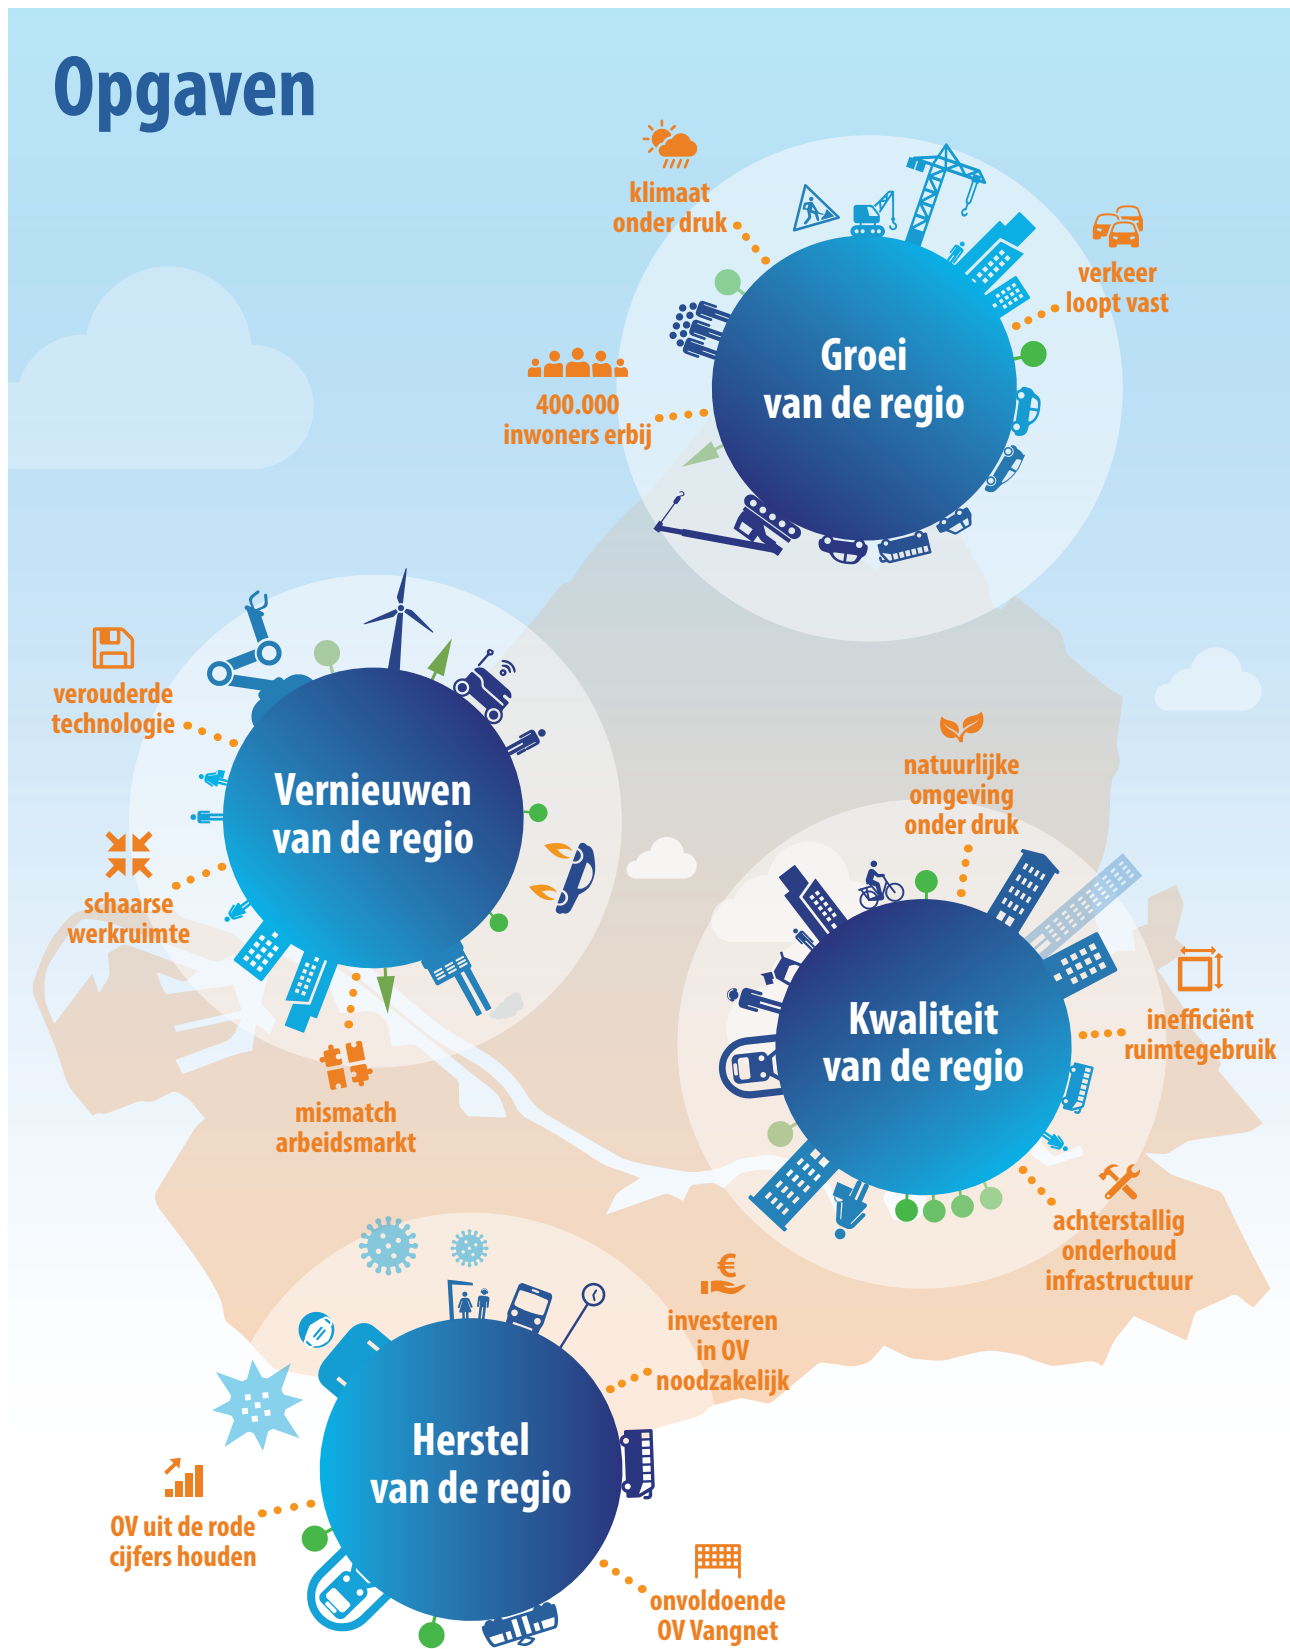 Opgaven
klimaat
onder druk
verkeer
loopt vast
400.000
inwoners erbij
Groei
van de regio
verouderde
technologie
schaarse
werkruimte
mismatch
arbeidsmarkt
Vernieuwen
van de regio
natuurlijke
omgeving
onder druk
inefficiënt
ruimtegebruik
achterstallig
onderhoud
infrastructuur
Kwaliteit
van de regio
investeren
in OV
noodzakelijk
OV uit de rode
cijfers houden
onvoldoende
OV Vangnet
Herstel
van de regio